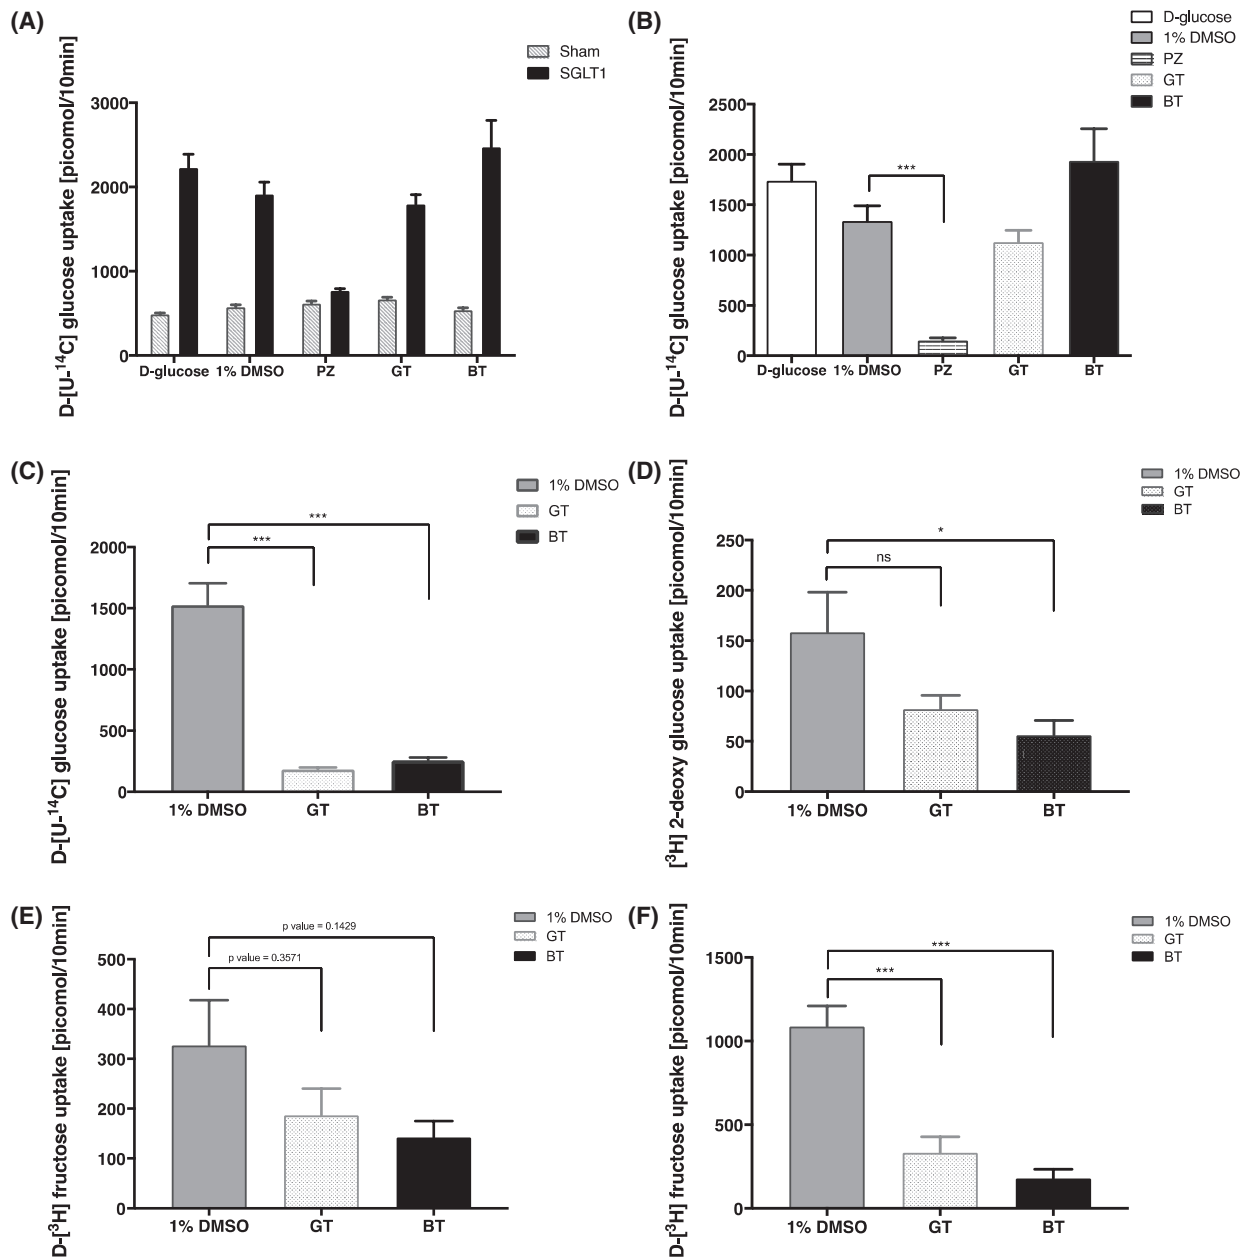 (A)
D-[U-¹⁴C] glucose uptake [picomol/10min]
Sham
SGLT1
3000
2000
1000
0
D-glucose 1% DMSO PZ GT BT
(B)
D-[U-¹⁴C] glucose uptake [picomol/10min]
D-glucose
1% DMSO
PZ
GT
BT
2500
2000
1500
1000
500
0
***
D-glucose 1% DMSO PZ GT BT
(C)
D-[U-¹⁴C] glucose uptake [picomol/10min]
1% DMSO
GT
BT
***
***
2000
1500
1000
500
0
1% DMSO GT BT
(D)
[³H] 2-deoxy glucose uptake [picomol/10min]
1% DMSO
GT
BT
*
ns
250
200
150
100
50
0
1% DMSO GT BT
(E)
D-[³H] fructose uptake [picomol/10min]
1% DMSO
GT
BT
p value = 0.1429
p value = 0.3571
500
400
300
200
100
0
1% DMSO GT BT
(F)
D-[³H] fructose uptake [picomol/10min]
1% DMSO
GT
BT
***
***
1500
1000
500
0
1% DMSO GT BT